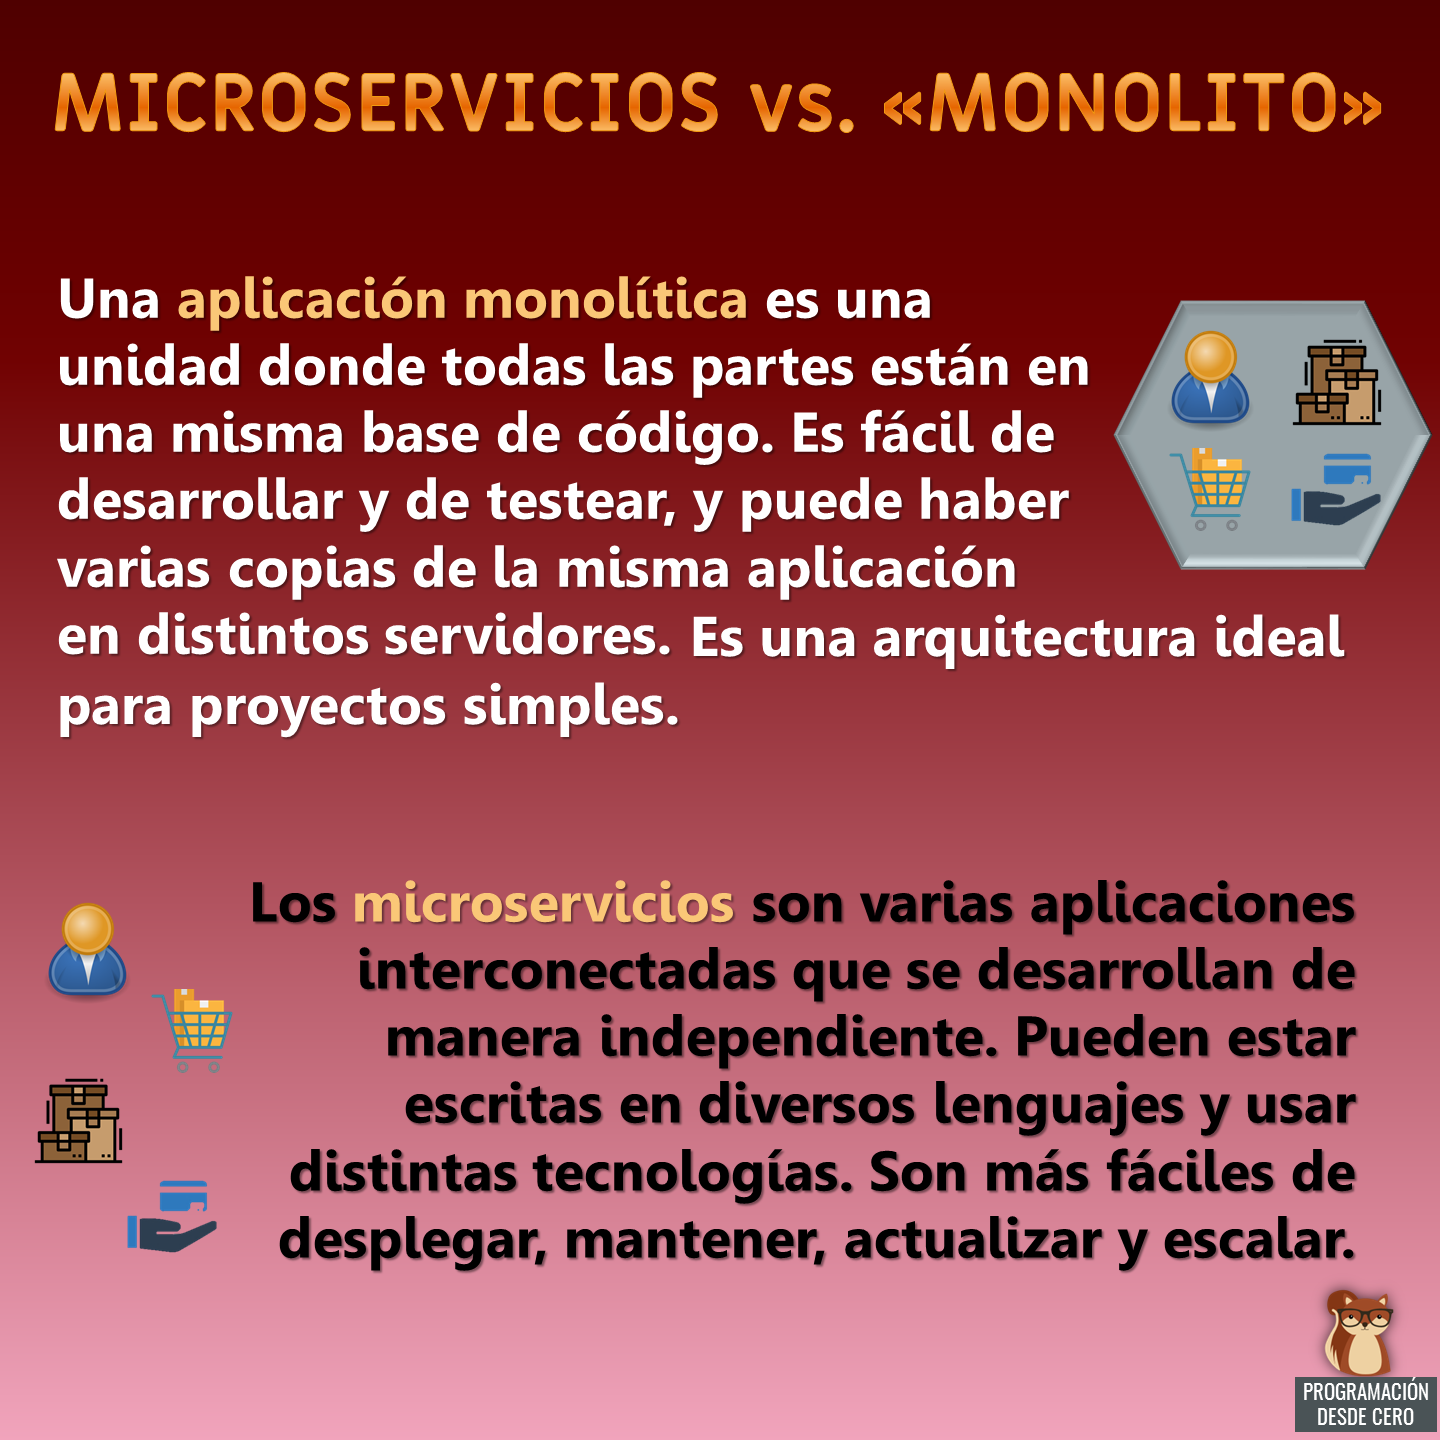 MICROSERVICIOS vs. «MONOLITO»
Una aplicación monolítica es una
unidad donde todas las partes están en
una misma base de código. Es fácil de
desarrollar y de testear, y puede haber
varias copias de la misma aplicación
en distintos servidores. Es una arquitectura ideal
para proyectos simples.
Los microservicios son varias aplicaciones
interconectadas que se desarrollan de
manera independiente. Pueden estar
escritas en diversos lenguajes y usar
distintas tecnologías. Son más fáciles de
desplegar, mantener, actualizar y escalar.
PROGRAMACIÓN
DESDE CERO